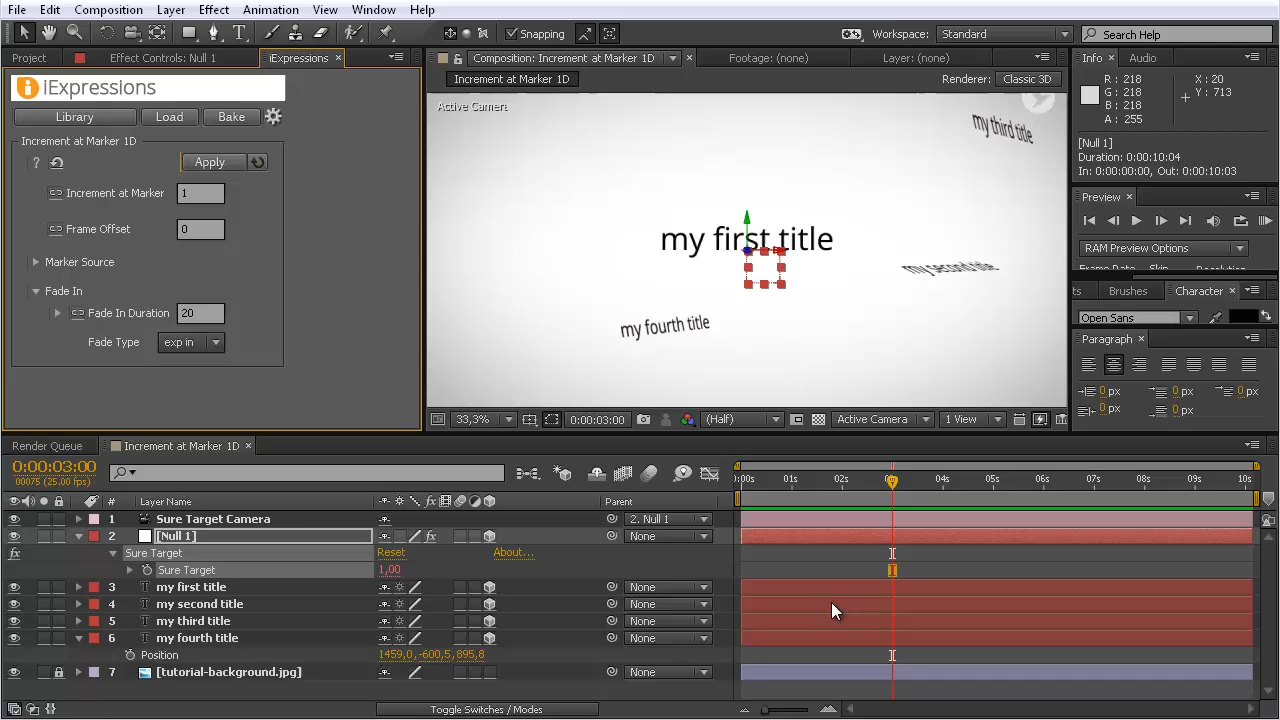 File Edit Composition Layer Effect Animation View Window Help
Snapping Workspace: Standard Search Help
Project Effect Controls: Null 1 iExpressions
Composition: Increment at Marker 1D Footage: (none) Layer: (none)
Info Audio
iExpressions
Library Load Bake
Increment at Marker 1D
? Apply
Increment at Marker 1
Frame Offset 0
Marker Source
Fade In
Fade In Duration 20
Fade Type exp in
Increment at Marker 1D Renderer: Classic 3D
Active Camera
my third title
my first title
my second title
my fourth title
33,3% 0:00:03:00 (Half) Active Camera 1 View
R: 218 X: 20
G: 218 Y: 713
B: 218
A: 255
[Null 1]
Duration: 0:00:10:04
In: 0:00:00:00, Out: 0:00:10:03
Preview
RAM Preview Options
Frame Rate Skip Resolution
ts Brushes Character
Open Sans
Paragraph
0 px 0 px 0 px
0 px 0 px
Render Queue Increment at Marker 1D
0:00:03:00
00075 (25.00 fps)
0:00s 01s 02s 04s 05s 06s 07s 08s 09s 10s
# Layer Name fx Parent
1 Sure Target Camera 2. Null 1
2 [Null 1] fx None
fx Sure Target Reset About...
Sure Target 1,00
3 T my first title None
4 T my second title None
5 T my third title None
6 T my fourth title None
Position 1459,0,-600,5,895,8
7 [tutorial-background.jpg] None
Toggle Switches / Modes